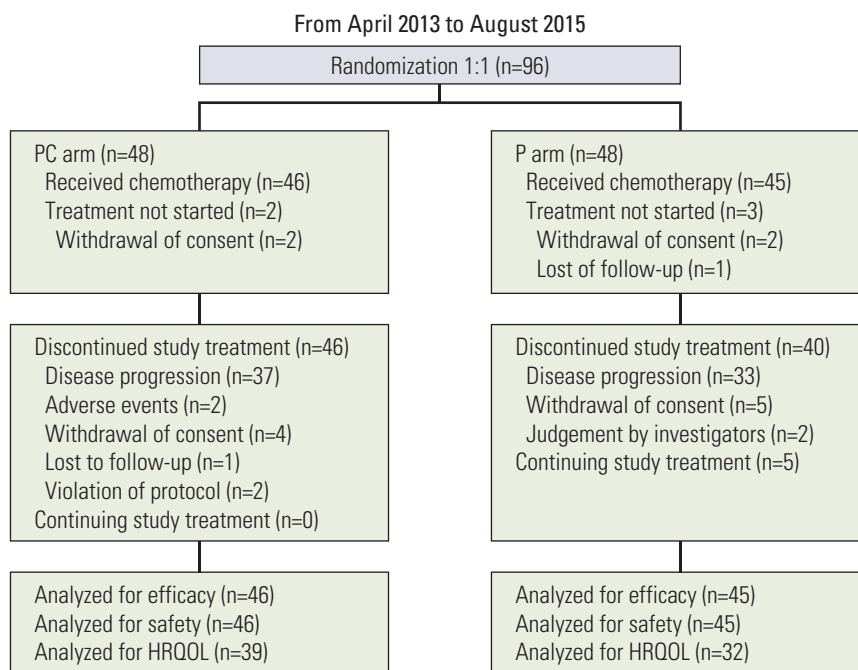 From April 2013 to August 2015
Randomization 1:1 (n=96)
PC arm (n=48)
Received chemotherapy (n=46)
Treatment not started (n=2)
Withdrawal of consent (n=2)
P arm (n=48)
Received chemotherapy (n=45)
Treatment not started (n=3)
Withdrawal of consent (n=2)
Lost of follow-up (n=1)
Discontinued study treatment (n=46)
Disease progression (n=37)
Adverse events (n=2)
Withdrawal of consent (n=4)
Lost to follow-up (n=1)
Violation of protocol (n=2)
Continuing study treatment (n=0)
Discontinued study treatment (n=40)
Disease progression (n=33)
Withdrawal of consent (n=5)
Judgement by investigators (n=2)
Continuing study treatment (n=5)
Analyzed for efficacy (n=46)
Analyzed for safety (n=46)
Analyzed for HRQOL (n=39)
Analyzed for efficacy (n=45)
Analyzed for safety (n=45)
Analyzed for HRQOL (n=32)